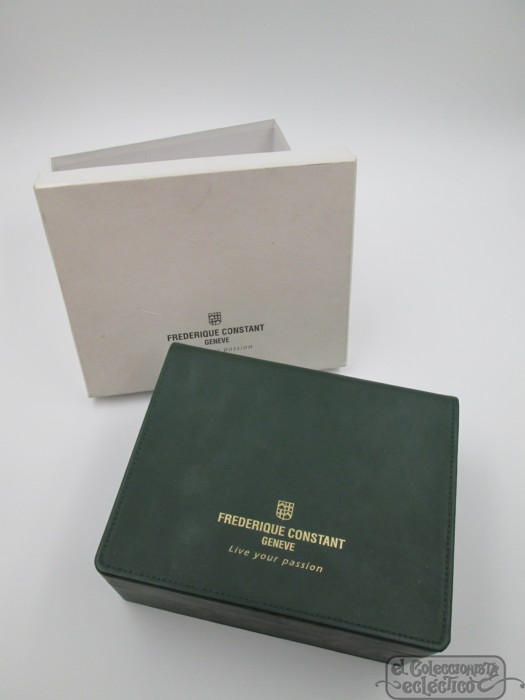 FREDERIQUE CONSTANT
GENEVE
passion
FREDERIQUE CONSTANT
GENEVE
Live your passion
el Coleccionista
ecléctico